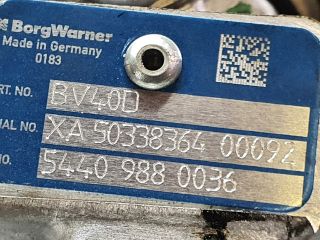 BorgWarner
Made in Germany
0183
RT. NO. BV40D
IAL NO. XA 50338364 00092
NO. 5440 988 0036